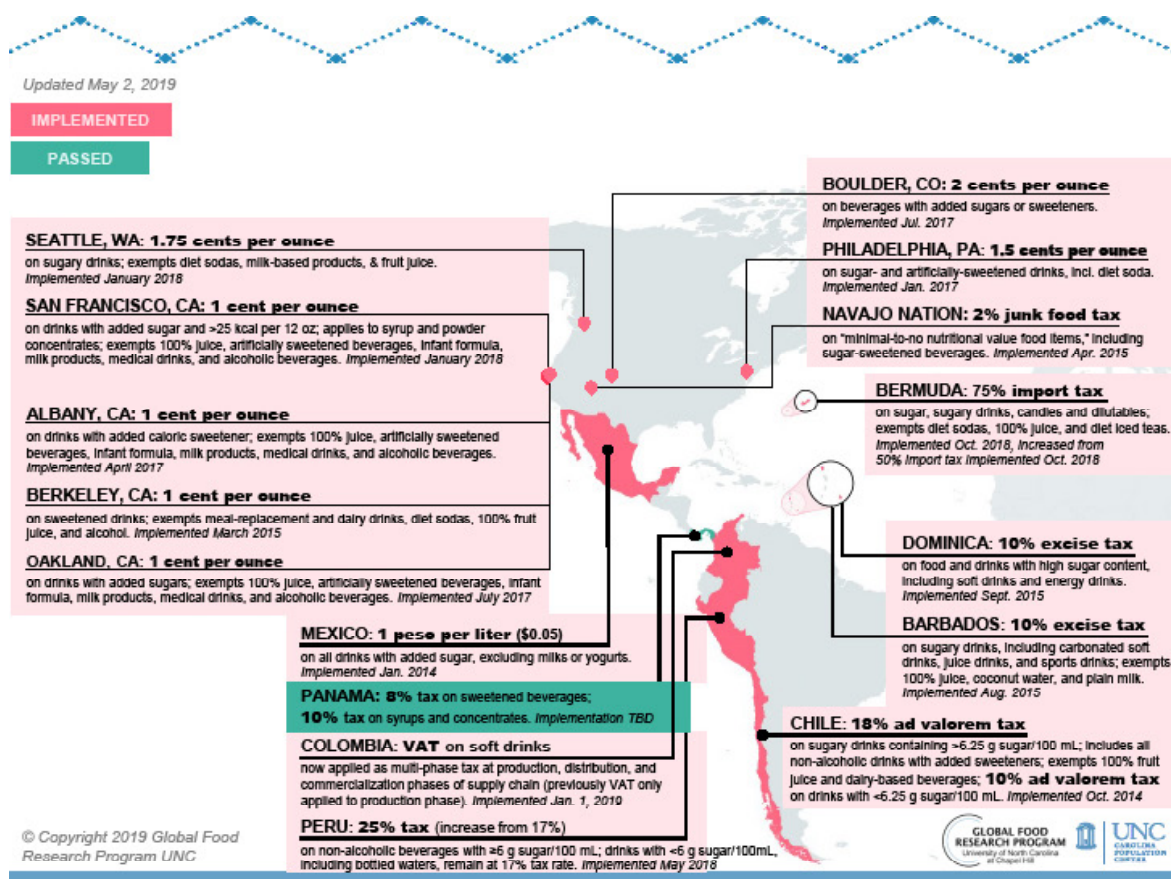 Updated May 2, 2019
IMPLEMENTED
PASSED
SEATTLE, WA: 1.75 cents per ounce
on sugary drinks; exempts diet sodas, milk-based products, & fruit juice.
Implemented January 2018
SAN FRANCISCO, CA: 1 cent per ounce
on drinks with added sugar and >25 kcal per 12 oz; applies to syrup and powder
concentrates; exempts 100% juice, artificially sweetened beverages, infant formula,
milk products, medical drinks, and alcoholic beverages. Implemented January 2018
ALBANY, CA: 1 cent per ounce
on drinks with added caloric sweetener; exempts 100% juice, artificially sweetened
beverages, infant formula, milk products, medical drinks, and alcoholic beverages.
Implemented April 2017
BERKELEY, CA: 1 cent per ounce
on sweetened drinks; exempts meal-replacement and dairy drinks, diet sodas, 100% fruit
juice, and alcohol. Implemented March 2015
OAKLAND, CA: 1 cent per ounce
on drinks with added sugars; exempts 100% juice, artificially sweetened beverages, infant
formula, milk products, medical drinks, and alcoholic beverages. Implemented July 2017
MEXICO: 1 peso per liter ($0.05)
on all drinks with added sugar, excluding milks or yogurts.
Implemented Jan. 2014
PANAMA: 8% tax on sweetened beverages;
10% tax on syrups and concentrates. Implementation TBD
COLOMBIA: VAT on soft drinks
now applied as multi-phase tax at production, distribution, and
commercialization phases of supply chain (previously VAT only
applied to production phase). Implemented Jan. 1, 2019
PERU: 25% tax (increase from 17%)
on non-alcoholic beverages with ≥6 g sugar/100 mL; drinks with <6 g sugar/100mL,
including bottled waters, remain at 17% tax rate. Implemented May 2018
BOULDER, CO: 2 cents per ounce
on beverages with added sugars or sweeteners.
Implemented Jul. 2017
PHILADELPHIA, PA: 1.5 cents per ounce
on sugar- and artificially-sweetened drinks, incl. diet soda.
Implemented Jan. 2017
NAVAJO NATION: 2% junk food tax
on "minimal-to-no nutritional value food items," including
sugar-sweetened beverages. Implemented Apr. 2015
BERMUDA: 75% import tax
on sugar, sugary drinks, candies and dilutables;
exempts diet sodas, 100% juice, and diet iced teas.
Implemented Oct. 2018, increased from
50% import tax implemented Oct. 2018
DOMINICA: 10% excise tax
on food and drinks with high sugar content,
including soft drinks and energy drinks.
Implemented Sept. 2015
BARBADOS: 10% excise tax
on sugary drinks, including carbonated soft
drinks, juice drinks, and sports drinks; exempts
100% juice, coconut water, and plain milk.
Implemented Aug. 2015
CHILE: 18% ad valorem tax
on sugary drinks containing >6.25 g sugar/100 mL; includes all
non-alcoholic drinks with added sweeteners; exempts 100% fruit
juice and dairy-based beverages; 10% ad valorem tax
on drinks with <6.25 g sugar/100 mL. Implemented Oct. 2014
© Copyright 2019 Global Food
Research Program UNC
GLOBAL FOOD
RESEARCH PROGRAM
University of North Carolina
at Chapel Hill
UNC
CAROLINA
POPULATION
CENTER